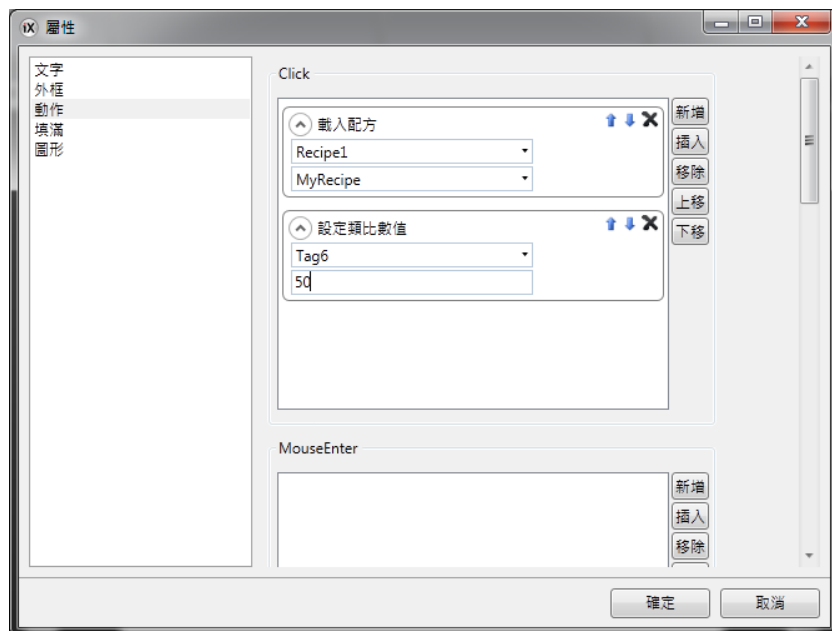 iX 屬性
文字
外框
動作
填滿
圖形
Click
載入配方
Recipe1
MyRecipe
設定類比數值
Tag6
50
新增
插入
移除
上移
下移
MouseEnter
新增
插入
移除
確定
取消